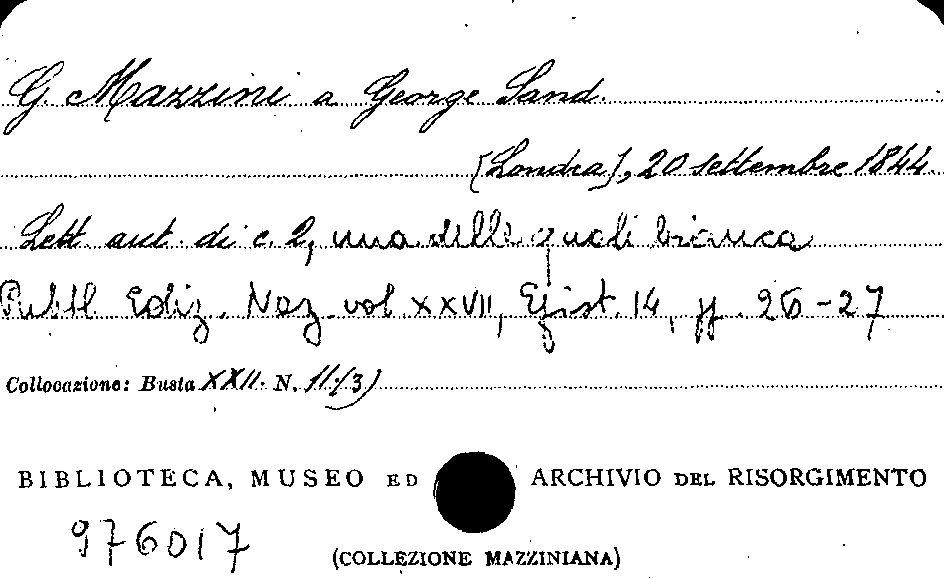 G. Mazzini a George Sand.
[Londra], 20 settembre 1844.
Lett. aut. di c. 2, una delle quali bianca
Pubbl. Ediz. Naz. vol. XXVII, Epist. 14, pp. 26-27
Collocazione: Busta XXII. N. 11.(3)
BIBLIOTECA, MUSEO ED ARCHIVIO DEL RISORGIMENTO
976017
(COLLEZIONE MAZZINIANA)